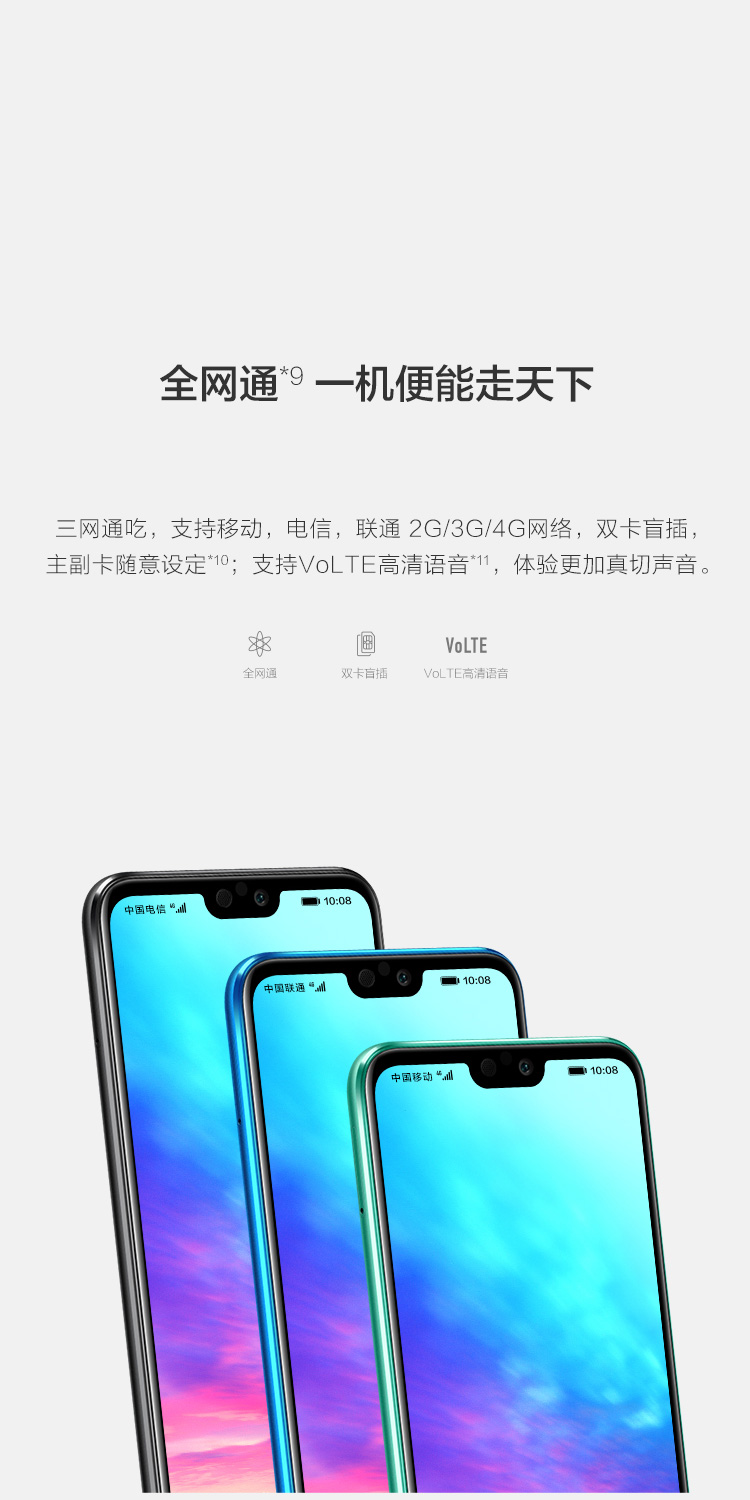 全网通*9 一机便能走天下
三网通吃，支持移动，电信，联通 2G/3G/4G网络，双卡盲插，
主副卡随意设定*10；支持VoLTE高清语音*11，体验更加真切声音。
VoLTE
全网通 双卡盲插 VoLTE高清语音
中国电信 4G 10:08
中国联通 4G 10:08
中国移动 4G 10:08